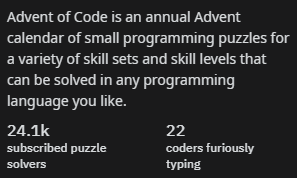 Advent of Code is an annual Advent
calendar of small programming puzzles for
a variety of skill sets and skill levels that
can be solved in any programming
language you like.
24.1k
subscribed puzzle
solvers
22
coders furiously
typing